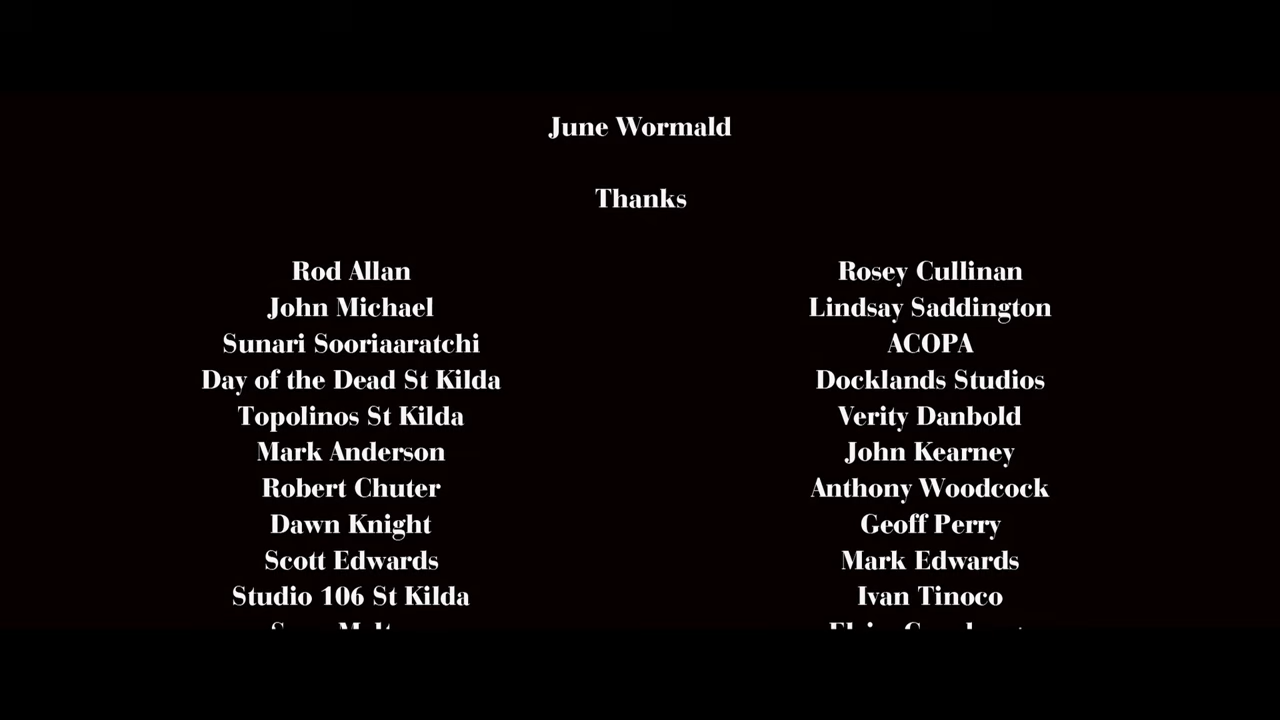 June Wormald
Thanks
Rod Allan
Rosey Cullinan
John Michael
Lindsay Saddington
Sunari Sooriaaratchi
ACOPA
Day of the Dead St Kilda
Docklands Studios
Topolinos St Kilda
Verity Danbold
Mark Anderson
John Kearney
Robert Chuter
Anthony Woodcock
Dawn Knight
Geoff Perry
Scott Edwards
Mark Edwards
Studio 106 St Kilda
Ivan Tinoco